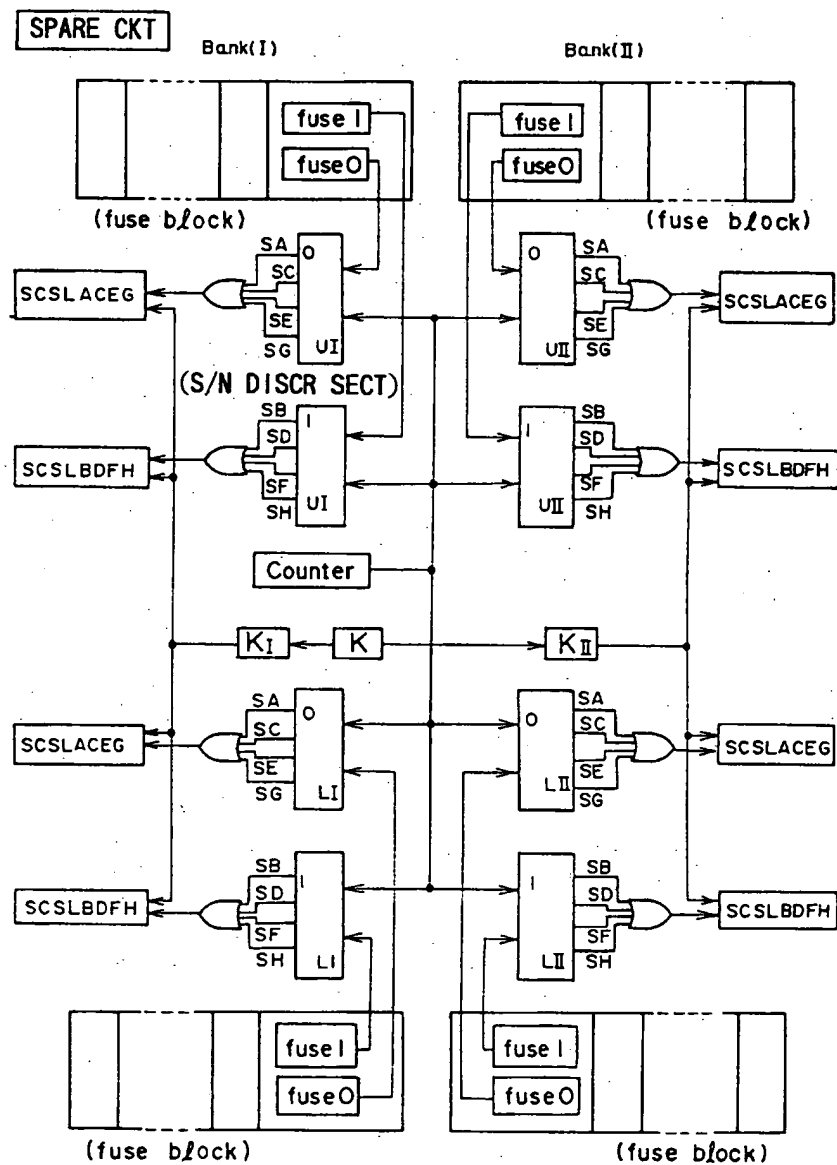 SPARE CKT
Bank(I)
Bank(II)
fuse 1
fuse 0
fuse 1
fuse 0
(fuse block)
(fuse block)
SCSLACEG
SA
SC
SE
SG
0
UI
0
UII
SA
SC
SE
SG
SCSLACEG
(S/N DISCR SECT)
SCSLBDFH
SB
SD
SF
SH
1
UI
1
UII
SB
SD
SF
SH
SCSLBDFH
Counter
KI
K
KII
SCSLACEG
SA
SC
SE
SG
0
LI
0
LII
SA
SC
SE
SG
SCSLACEG
SCSLBDFH
SB
SD
SF
SH
1
LI
1
LII
SB
SD
SF
SH
SCSLBDFH
fuse 1
fuse 0
fuse 1
fuse 0
(fuse block)
(fuse block)